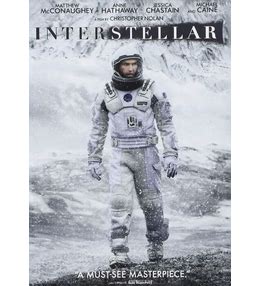 MATTHEW ANNE JESSICA MICHAEL
McCONAUGHEY HATHAWAY CHASTAIN CAINE
A FILM BY CHRISTOPHER NOLAN
INTERSTELLAR
"A MUST-SEE MASTERPIECE."